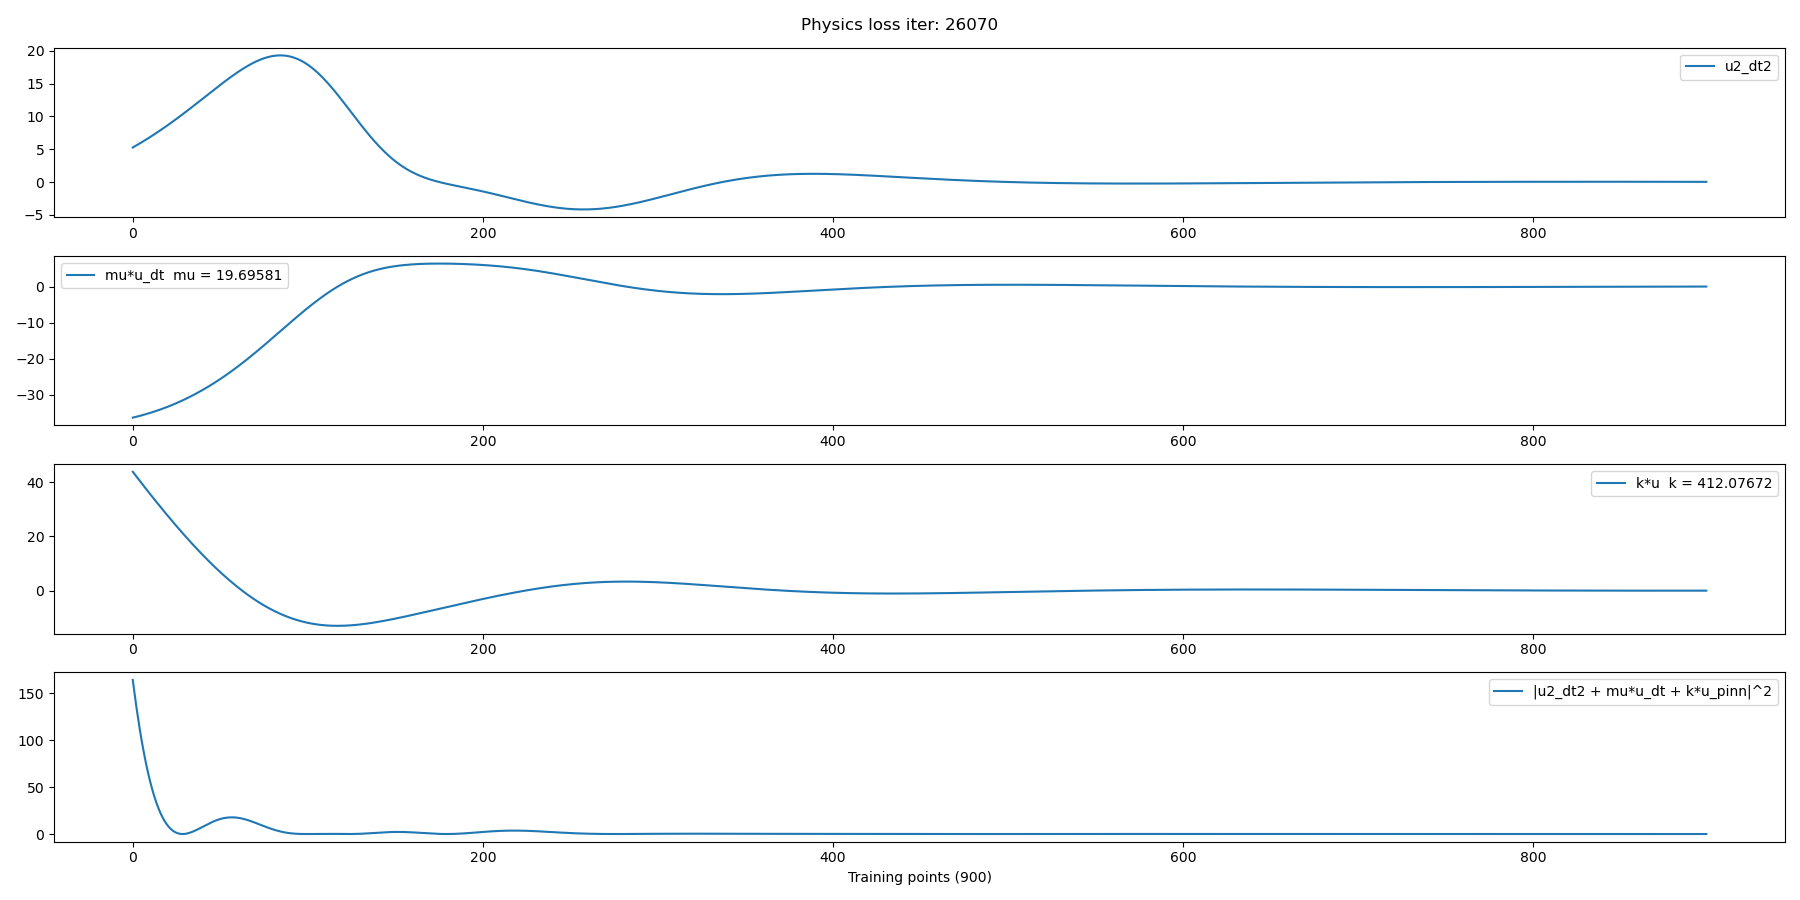 Physics loss iter: 26070
20
15
10
5
0
−5
u2_dt2
0 200 400 600 800
0
−10
−20
−30
mu*u_dt  mu = 19.69581
0 200 400 600 800
40
20
0
k*u  k = 412.07672
0 200 400 600 800
150
100
50
0
|u2_dt2 + mu*u_dt + k*u_pinn|^2
0 200 400 600 800
Training points (900)